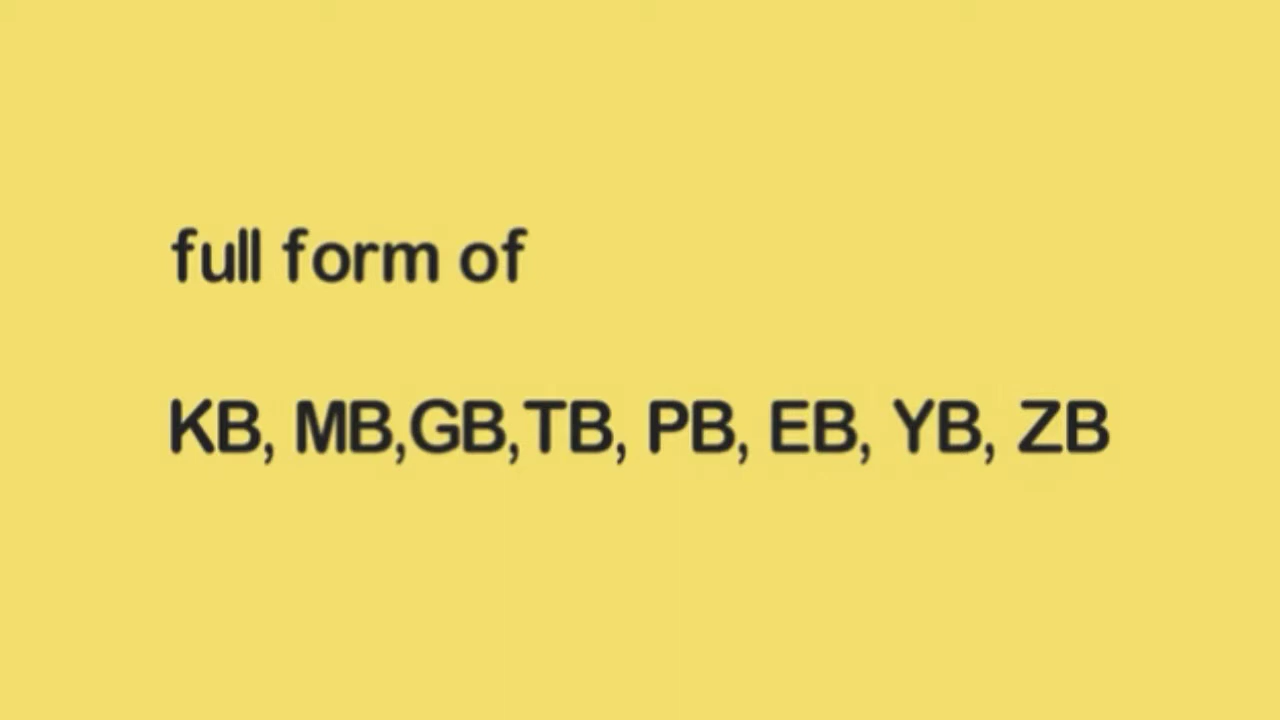 full form of
KB, MB,GB,TB, PB, EB, YB, ZB